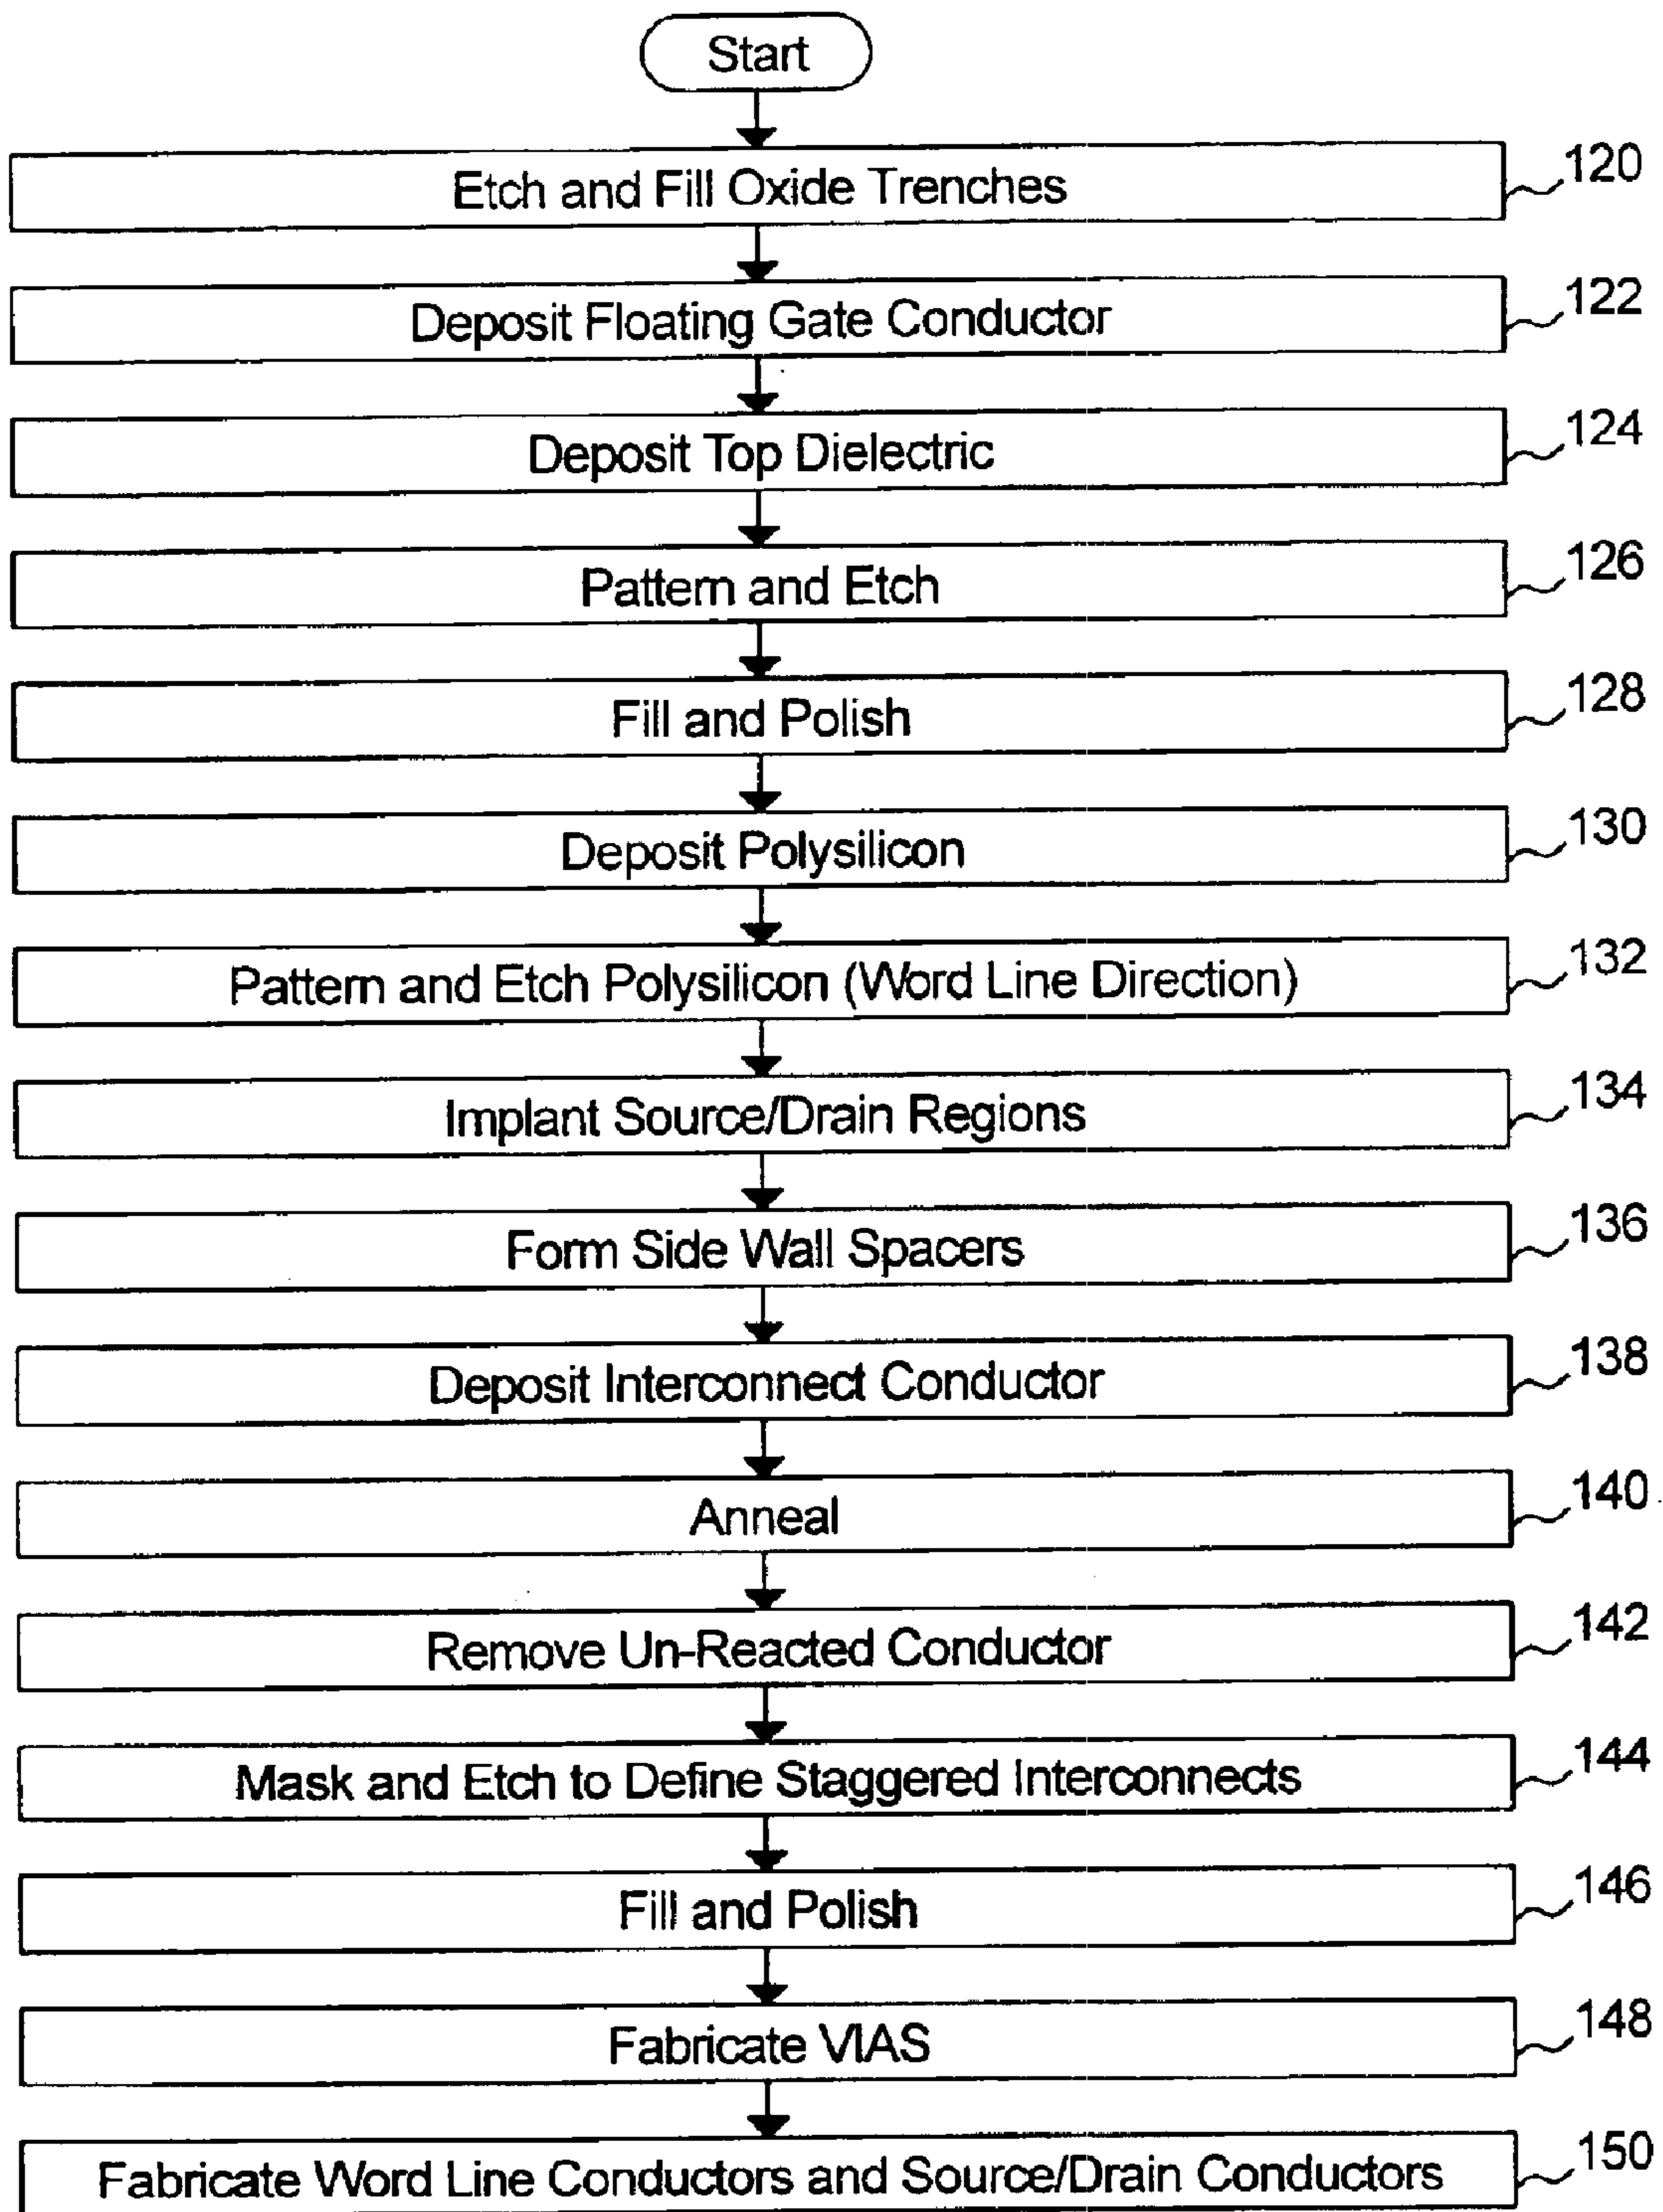 Start
Etch and Fill Oxide Trenches 120
Deposit Floating Gate Conductor 122
Deposit Top Dielectric 124
Pattern and Etch 126
Fill and Polish 128
Deposit Polysilicon 130
Pattern and Etch Polysilicon (Word Line Direction) 132
Implant Source/Drain Regions 134
Form Side Wall Spacers 136
Deposit Interconnect Conductor 138
Anneal 140
Remove Un-Reacted Conductor 142
Mask and Etch to Define Staggered Interconnects 144
Fill and Polish 146
Fabricate VIAS 148
Fabricate Word Line Conductors and Source/Drain Conductors 150